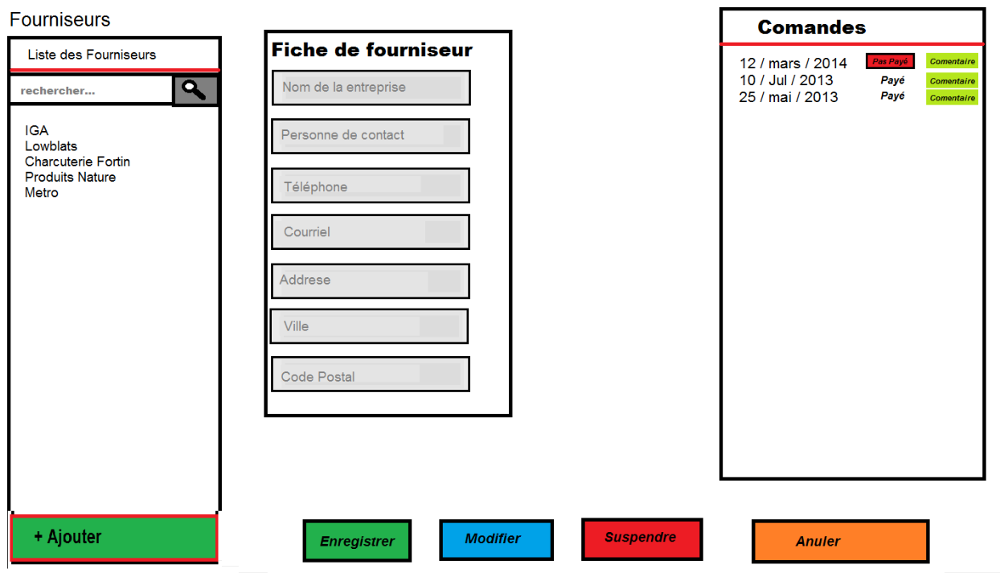 Fourniseurs
Liste des Fourniseurs
rechercher...
IGA
Lowblats
Charcuterie Fortin
Produits Nature
Metro
+ Ajouter
Fiche de fourniseur
Nom de la entreprise
Personne de contact
Téléphone
Courriel
Addrese
Ville
Code Postal
Comandes
12 / mars / 2014 Pas Payé Comentaire
10 / Jul / 2013 Payé Comentaire
25 / mai / 2013 Payé Comentaire
Enregistrer Modifier Suspendre Anuler